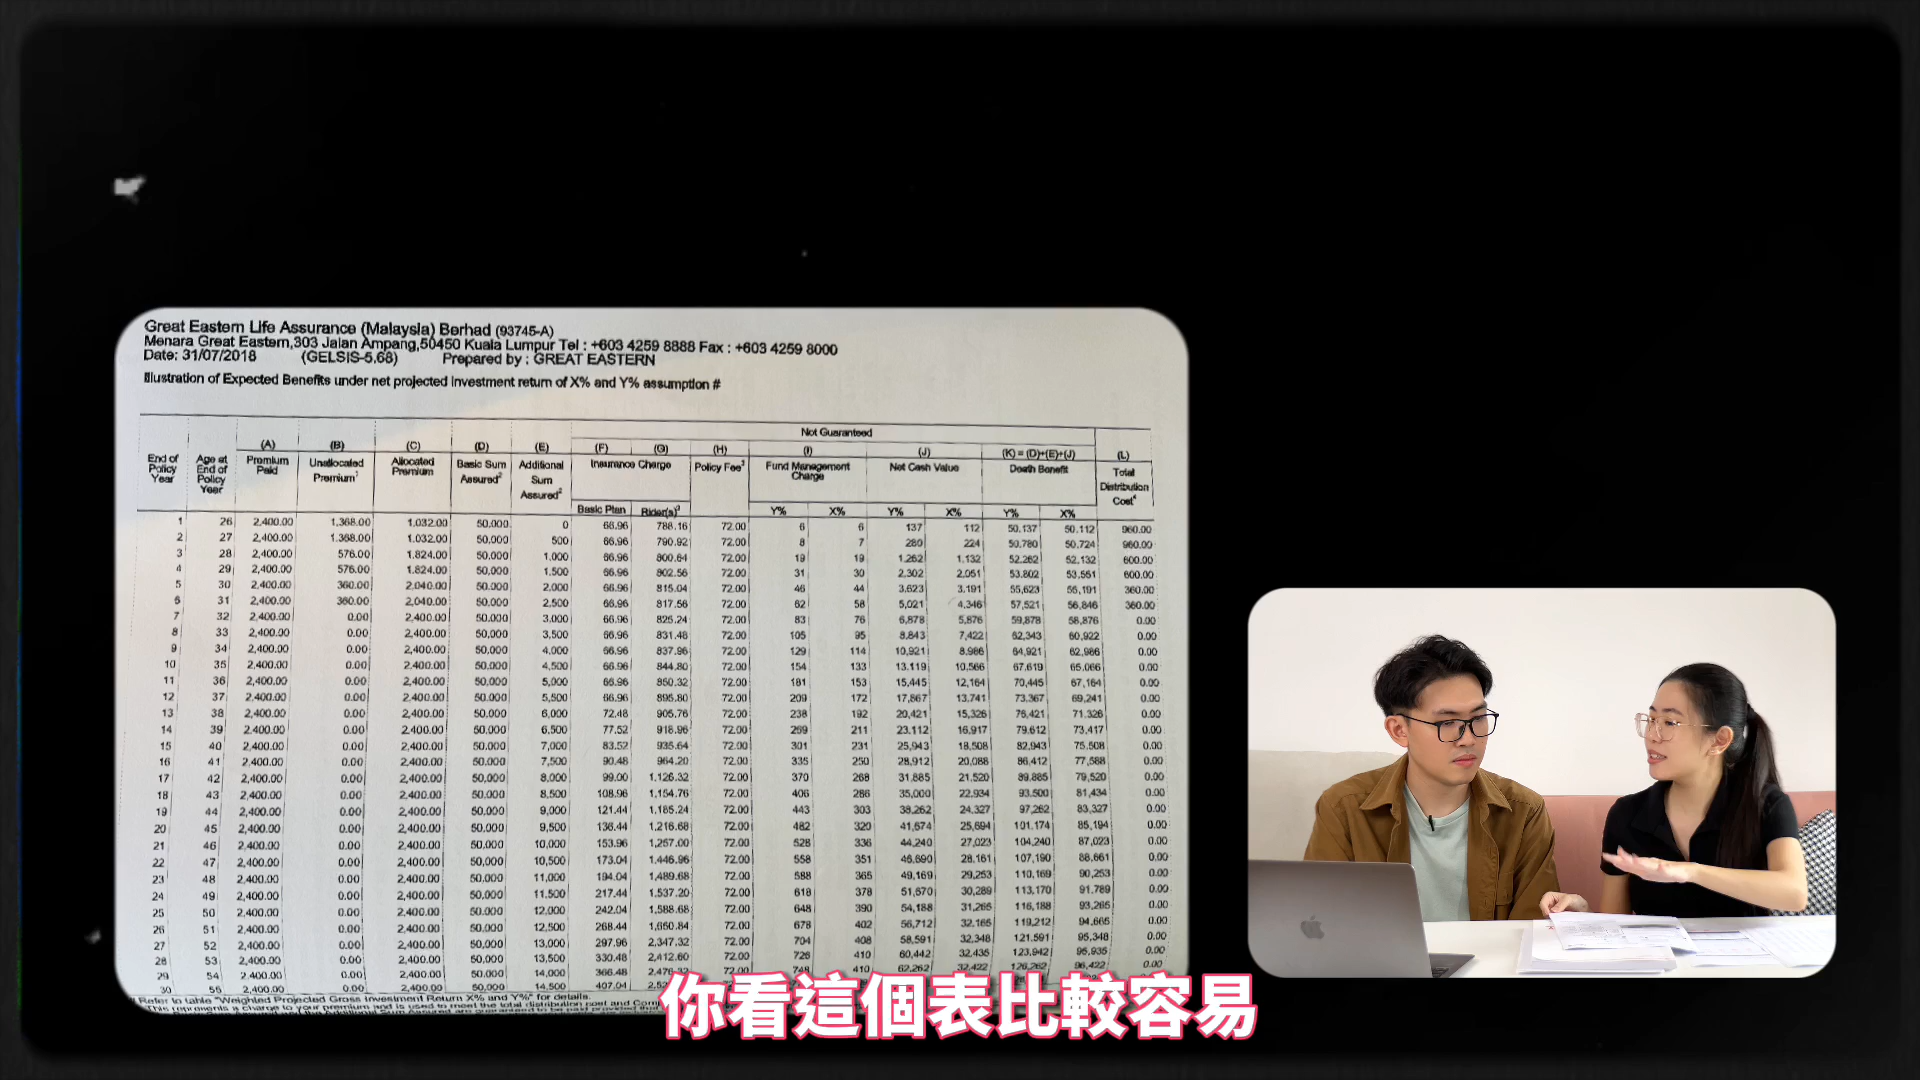 Great Eastern Life Assurance (Malaysia) Berhad (93745-A)
Menara Great Eastern,303 Jalan Ampang,50450 Kuala Lumpur Tel : +603 4259 8888 Fax : +603 4259 8000
Date: 31/07/2018 (GELSIS-5.68) Prepared by : GREAT EASTERN
Illustration of Expected Benefits under net projected investment return of X% and Y% assumption #
Not Guaranteed
(A) (B) (C) (D) (E) (F) (G) (H) (I) (J) (K) = (D)+(E)+(J) (L)
End of Policy Year Age at End of Policy Year Premium Paid Unallocated Premium1 Allocated Premium Basic Sum Assured2 Additional Sum Assured2 Insurance Charge Policy Fee3 Fund Management Charge Net Cash Value Death Benefit Total Distribution Cost4
Basic Plan Rider(s)3 Y% X% Y% X% Y% X%
1 26 2,400.00 1,368.00 1,032.00 50,000 0 66.96 788.16 72.00 6 6 137 112 50,137 50,112 960.00
2 27 2,400.00 1,368.00 1,032.00 50,000 500 66.96 790.92 72.00 8 7 280 224 50,780 50,724 960.00
3 28 2,400.00 576.00 1,824.00 50,000 1,000 66.96 800.64 72.00 19 19 1,262 1,132 52,262 52,132 600.00
4 29 2,400.00 576.00 1,824.00 50,000 1,500 66.96 802.56 72.00 31 30 2,302 2,051 53,802 53,551 600.00
5 30 2,400.00 360.00 2,040.00 50,000 2,000 66.96 815.04 72.00 46 44 3,623 3,191 55,623 55,191 360.00
6 31 2,400.00 360.00 2,040.00 50,000 2,500 66.96 817.56 72.00 62 58 5,021 4,346 57,521 56,846 360.00
7 32 2,400.00 0.00 2,400.00 50,000 3,000 66.96 825.24 72.00 83 76 6,878 5,876 59,878 58,876 0.00
8 33 2,400.00 0.00 2,400.00 50,000 3,500 66.96 831.48 72.00 105 95 8,843 7,422 62,343 60,922 0.00
9 34 2,400.00 0.00 2,400.00 50,000 4,000 66.96 837.96 72.00 129 114 10,921 8,986 64,921 62,986 0.00
10 35 2,400.00 0.00 2,400.00 50,000 4,500 66.96 844.80 72.00 154 133 13,119 10,566 67,619 65,066 0.00
11 36 2,400.00 0.00 2,400.00 50,000 5,000 66.96 850.32 72.00 181 153 15,445 12,164 70,445 67,164 0.00
12 37 2,400.00 0.00 2,400.00 50,000 5,500 66.96 895.80 72.00 209 172 17,867 13,741 73,367 69,241 0.00
13 38 2,400.00 0.00 2,400.00 50,000 6,000 72.48 905.76 72.00 238 192 20,421 15,326 76,421 71,326 0.00
14 39 2,400.00 0.00 2,400.00 50,000 6,500 77.52 918.96 72.00 269 211 23,112 16,917 79,612 73,417 0.00
15 40 2,400.00 0.00 2,400.00 50,000 7,000 83.52 935.64 72.00 301 231 25,943 18,508 82,943 75,508 0.00
16 41 2,400.00 0.00 2,400.00 50,000 7,500 90.48 964.20 72.00 335 250 28,912 20,088 86,412 77,588 0.00
17 42 2,400.00 0.00 2,400.00 50,000 8,000 99.00 1,126.32 72.00 370 268 31,885 21,520 89,885 79,520 0.00
18 43 2,400.00 0.00 2,400.00 50,000 8,500 108.96 1,154.76 72.00 406 286 35,000 22,934 93,500 81,434 0.00
19 44 2,400.00 0.00 2,400.00 50,000 9,000 121.44 1,185.24 72.00 443 303 38,262 24,327 97,262 83,327 0.00
20 45 2,400.00 0.00 2,400.00 50,000 9,500 136.44 1,216.68 72.00 482 320 41,674 25,694 101,174 85,194 0.00
21 46 2,400.00 0.00 2,400.00 50,000 10,000 153.96 1,257.00 72.00 528 336 44,240 27,023 104,240 87,023 0.00
22 47 2,400.00 0.00 2,400.00 50,000 10,500 173.04 1,446.96 72.00 558 351 46,690 28,161 107,190 88,661 0.00
23 48 2,400.00 0.00 2,400.00 50,000 11,000 194.04 1,489.68 72.00 588 365 49,169 29,253 110,169 90,253 0.00
24 49 2,400.00 0.00 2,400.00 50,000 11,500 217.44 1,537.20 72.00 618 378 51,670 30,289 113,170 91,789 0.00
25 50 2,400.00 0.00 2,400.00 50,000 12,000 242.04 1,588.68 72.00 648 390 54,188 31,265 116,188 93,265 0.00
26 51 2,400.00 0.00 2,400.00 50,000 12,500 268.44 1,650.84 72.00 678 402 56,712 32,165 119,212 94,665 0.00
27 52 2,400.00 0.00 2,400.00 50,000 13,000 297.96 2,347.32 72.00 704 408 58,591 32,348 121,591 95,348 0.00
28 53 2,400.00 0.00 2,400.00 50,000 13,500 330.48 2,412.60 72.00 726 410 60,442 32,435 123,942 95,935 0.00
29 54 2,400.00 0.00 2,400.00 50,000 14,000 366.48 72.00 748 410 62,262 32,422 126,262 96,422 0.00
30 55 2,400.00 0.00 2,400.00 50,000 14,500 407.04 0.00
Refer to table "Weighted Projected Gross Investment Return X% and Y%" for details.
This represents a charge to your premium and is used to meet the total distribution cost and
你看這個表比較容易